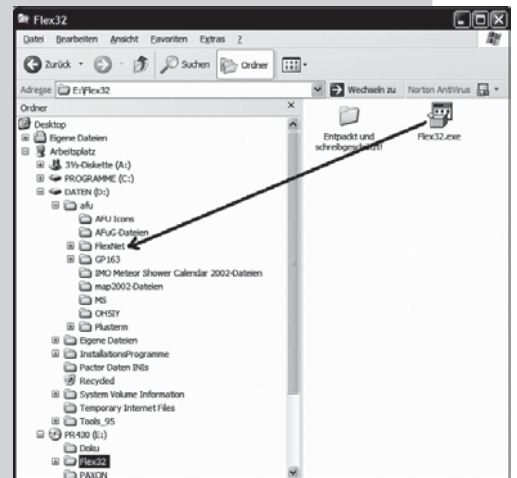 Flex32
Datei Bearbeiten Ansicht Favoriten Extras ?
Zurück Suchen Ordner
Adresse E:\Flex32 Wechseln zu Norton AntiVirus
Ordner
Desktop
Eigene Dateien
Arbeitsplatz
3½-Diskette (A:)
PROGRAMME (C:)
DATEN (D:)
afu
AFU Icons
AFuG-Dateien
FlexNet
GP163
IMO Meteor Shower Calendar 2002-Dateien
map2002-Dateien
MS
OH5IY
Plusterm
Eigene Dateien
InstallationsProgramme
Pactor Daten INIs
Recycled
System Volume Information
Temporary Internet Files
Tools_95
PR430 (E:)
Doku
Flex32
PAXON
Entpackt und
schreibgeschützt!
Flex32.exe